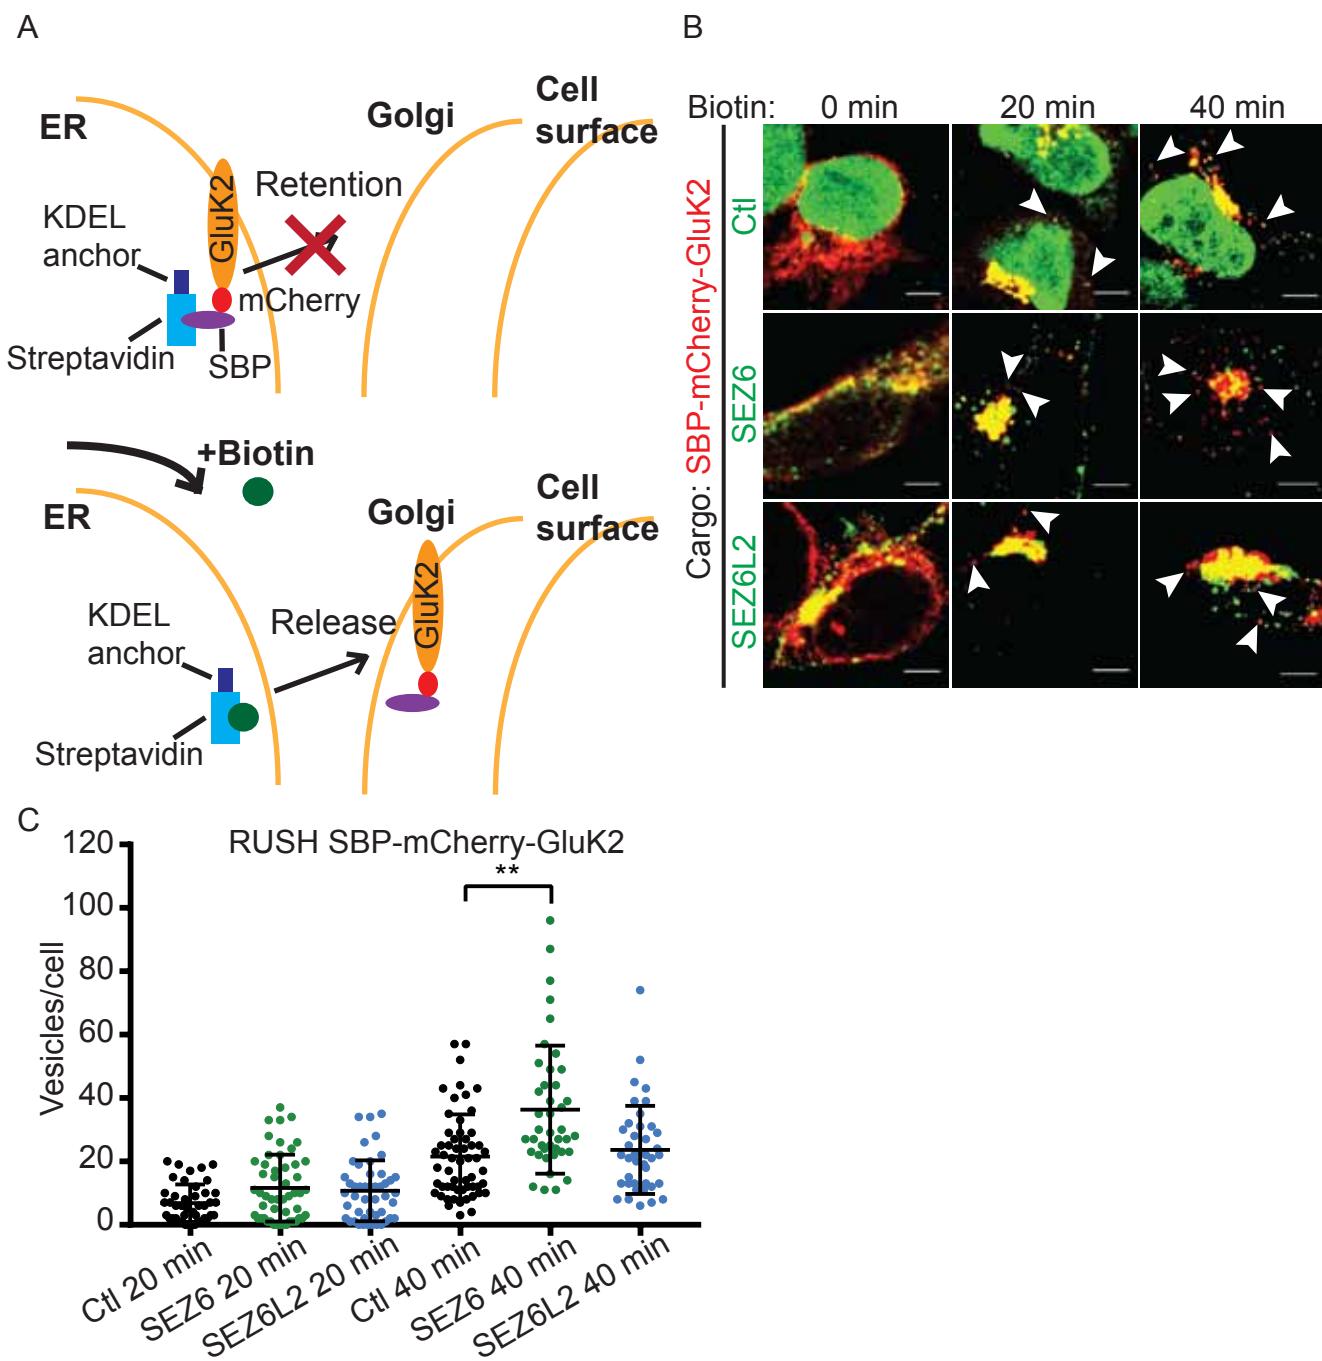 A
ER
Golgi
Cell
surface
GluK2
Retention
KDEL
anchor
mCherry
Streptavidin
SBP
+Biotin
ER
Golgi
Cell
surface
GluK2
KDEL
anchor
Release
Streptavidin
B
Biotin: 0 min 20 min 40 min
Cargo: SBP-mCherry-GluK2
Ctl
SEZ6
SEZ6L2
C
RUSH SBP-mCherry-GluK2
**
Vesicles/cell
120
100
80
60
40
20
0
Ctl 20 min
SEZ6 20 min
SEZ6L2 20 min
Ctl 40 min
SEZ6 40 min
SEZ6L2 40 min